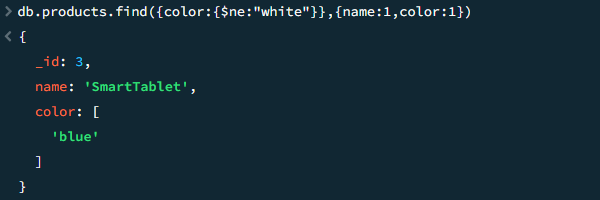 > db.products.find({color:{$ne:"white"}},{name:1,color:1})
< {
_id: 3,
name: 'SmartTablet',
color: [
'blue'
]
}